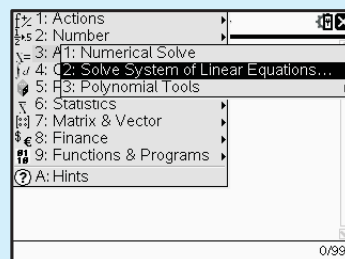 1: Actions
2: Number
3: A
1: Numerical Solve
4: C
2: Solve System of Linear Equations...
5: P
3: Polynomial Tools
6: Statistics
7: Matrix & Vector
8: Finance
9: Functions & Programs
A: Hints
0/99